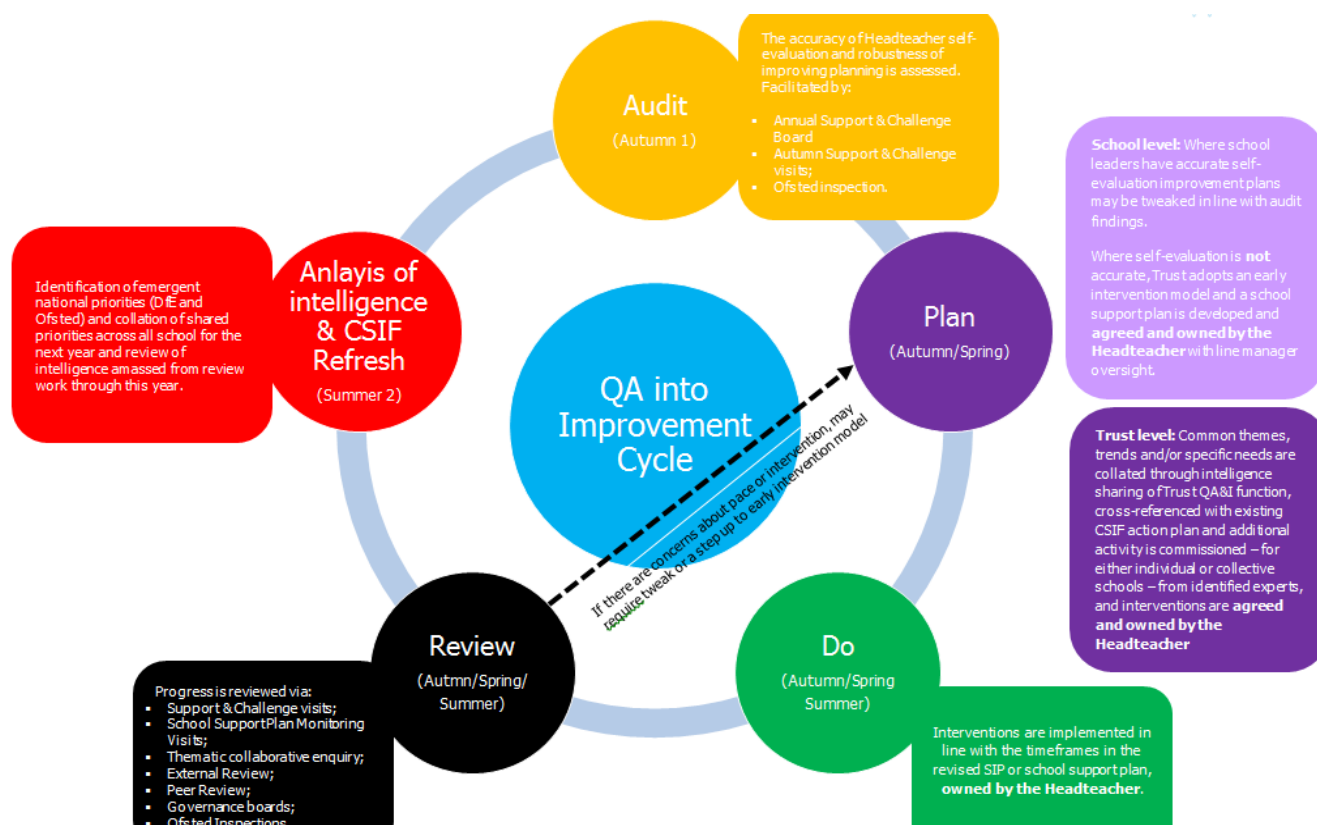 Audit
(Autumn 1)
The accuracy of Headteacher self-
evaluation and robustness of
improving planning is assessed.
Facilitated by:
▪ Annual Support & Challenge
Board
▪ Autumn Support & Challenge
visits;
▪ Ofsted inspection.
School level: Where school
leaders have accurate self-
evaluation improvement plans
may be tweaked in line with audit
findings.
Where self-evaluation is not
accurate, Trust adopts an early
intervention model and a school
support plan is developed and
agreed and owned by the
Headteacher with line manager
oversight.
Plan
(Autumn/Spring)
Trust level: Common themes,
trends and/or specific needs are
collated through intelligence
sharing of Trust QA&I function,
cross-referenced with existing
CSIF action plan and additional
activity is commissioned – for
either individual or collective
schools – from identified experts,
and interventions are agreed
and owned by the
Headteacher
Do
(Autumn/Spring
Summer)
Interventions are implemented in
line with the timeframes in the
revised SIP or school support plan,
owned by the Headteacher.
Review
(Autmn/Spring/
Summer)
Progress is reviewed via:
▪ Support & Challenge visits;
▪ School Support Plan Monitoring
Visits;
▪ Thematic collaborative enquiry;
▪ External Review;
▪ Peer Review;
▪ Governance boards;
▪ Ofsted Inspections
Anlayis of
intelligence
& CSIF
Refresh
(Summer 2)
Identification of emergent
national priorities (DfE and
Ofsted) and collation of shared
priorities across all school for the
next year and review of
intelligence amassed from review
work through this year.
QA into
Improvement
Cycle
If there are concerns about pace or intervention, may
require tweak or a step up to early intervention model